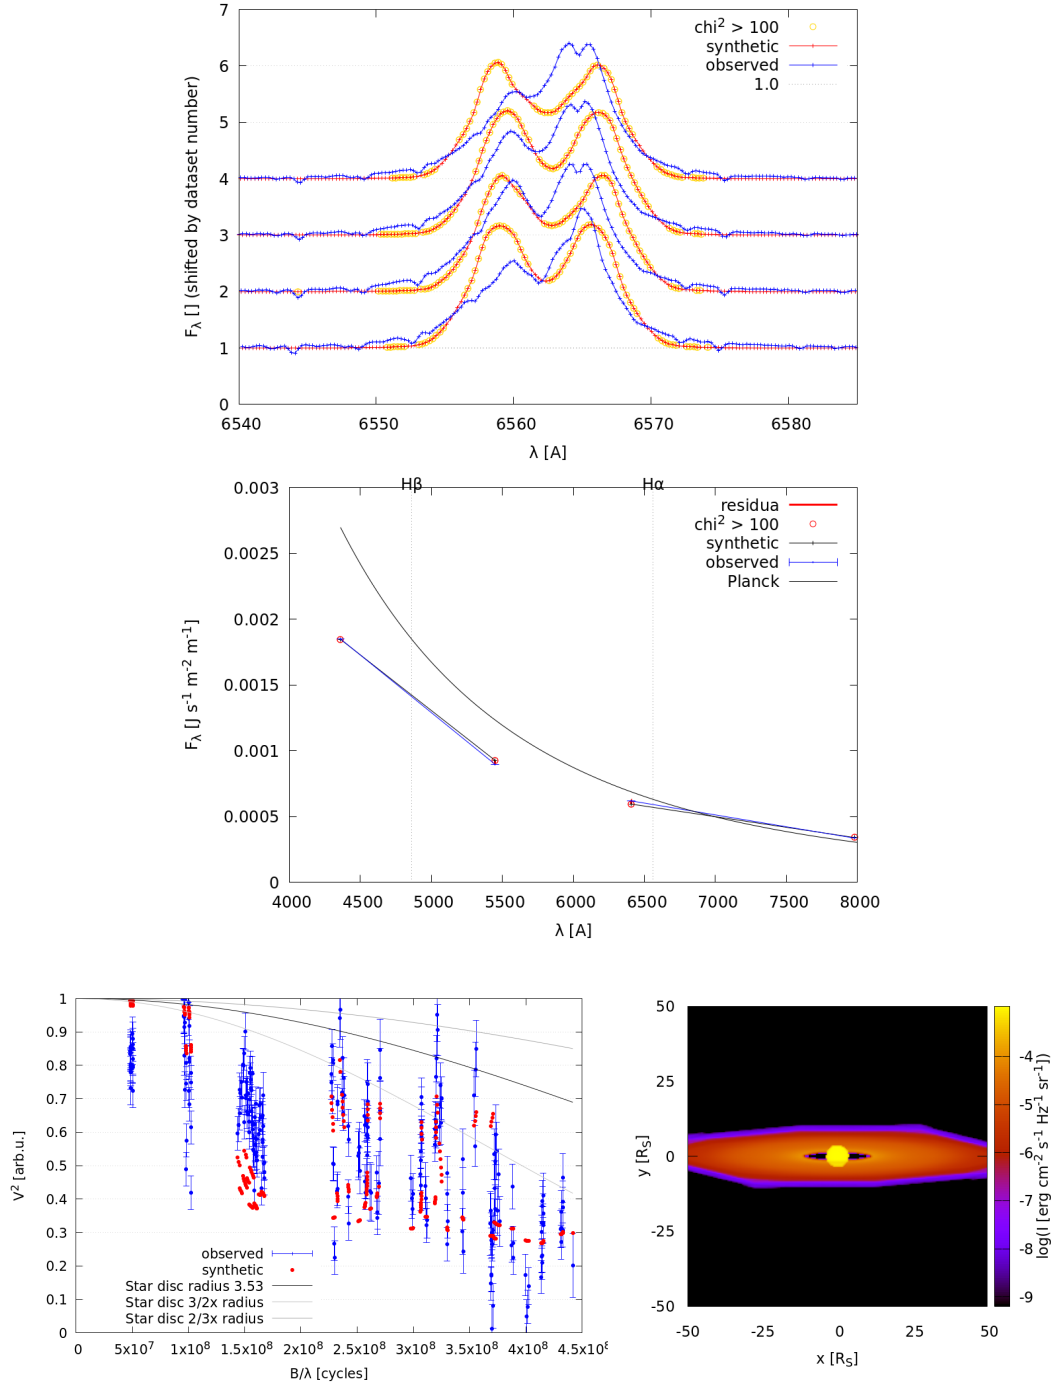 7
6
5
4
3
2
1
0
F_λ [] (shifted by dataset number)
chi² > 100
synthetic
observed
1.0
6540 6550 6560 6570 6580
λ [A]
Hβ Hα
0.003
0.0025
0.002
0.0015
0.001
0.0005
0
F_λ [J s⁻¹ m⁻² m⁻¹]
residua
chi² > 100
synthetic
observed
Planck
4000 4500 5000 5500 6000 6500 7000 7500 8000
λ [A]
1
0.9
0.8
0.7
0.6
0.5
0.4
0.3
0.2
0.1
0
V² [arb.u.]
observed
synthetic
Star disc radius 3.53
Star disc 3/2x radius
Star disc 2/3x radius
0 5x10⁷ 1x10⁸ 1.5x10⁸ 2x10⁸ 2.5x10⁸ 3x10⁸ 3.5x10⁸ 4x10⁸ 4.5x10⁸
B/λ [cycles]
50
25
0
-25
-50
y [R_S]
-50 -25 0 25 50
x [R_S]
-4
-5
-6
-7
-8
-9
log(I [erg cm⁻² s⁻¹ Hz⁻¹ sr⁻¹])